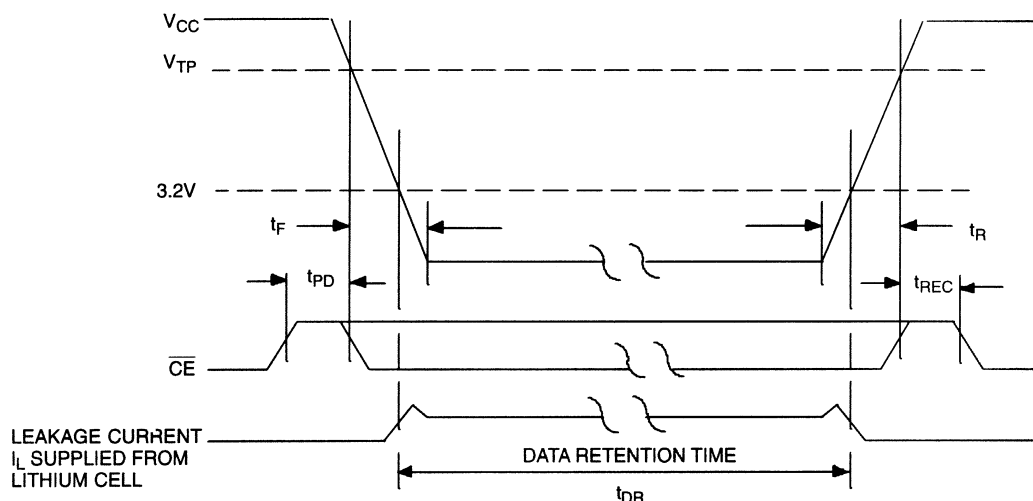 VCC
VTP
3.2V
tF
tR
tPD
tREC
CE
LEAKAGE CURRENT
IL SUPPLIED FROM
LITHIUM CELL
DATA RETENTION TIME
tDR